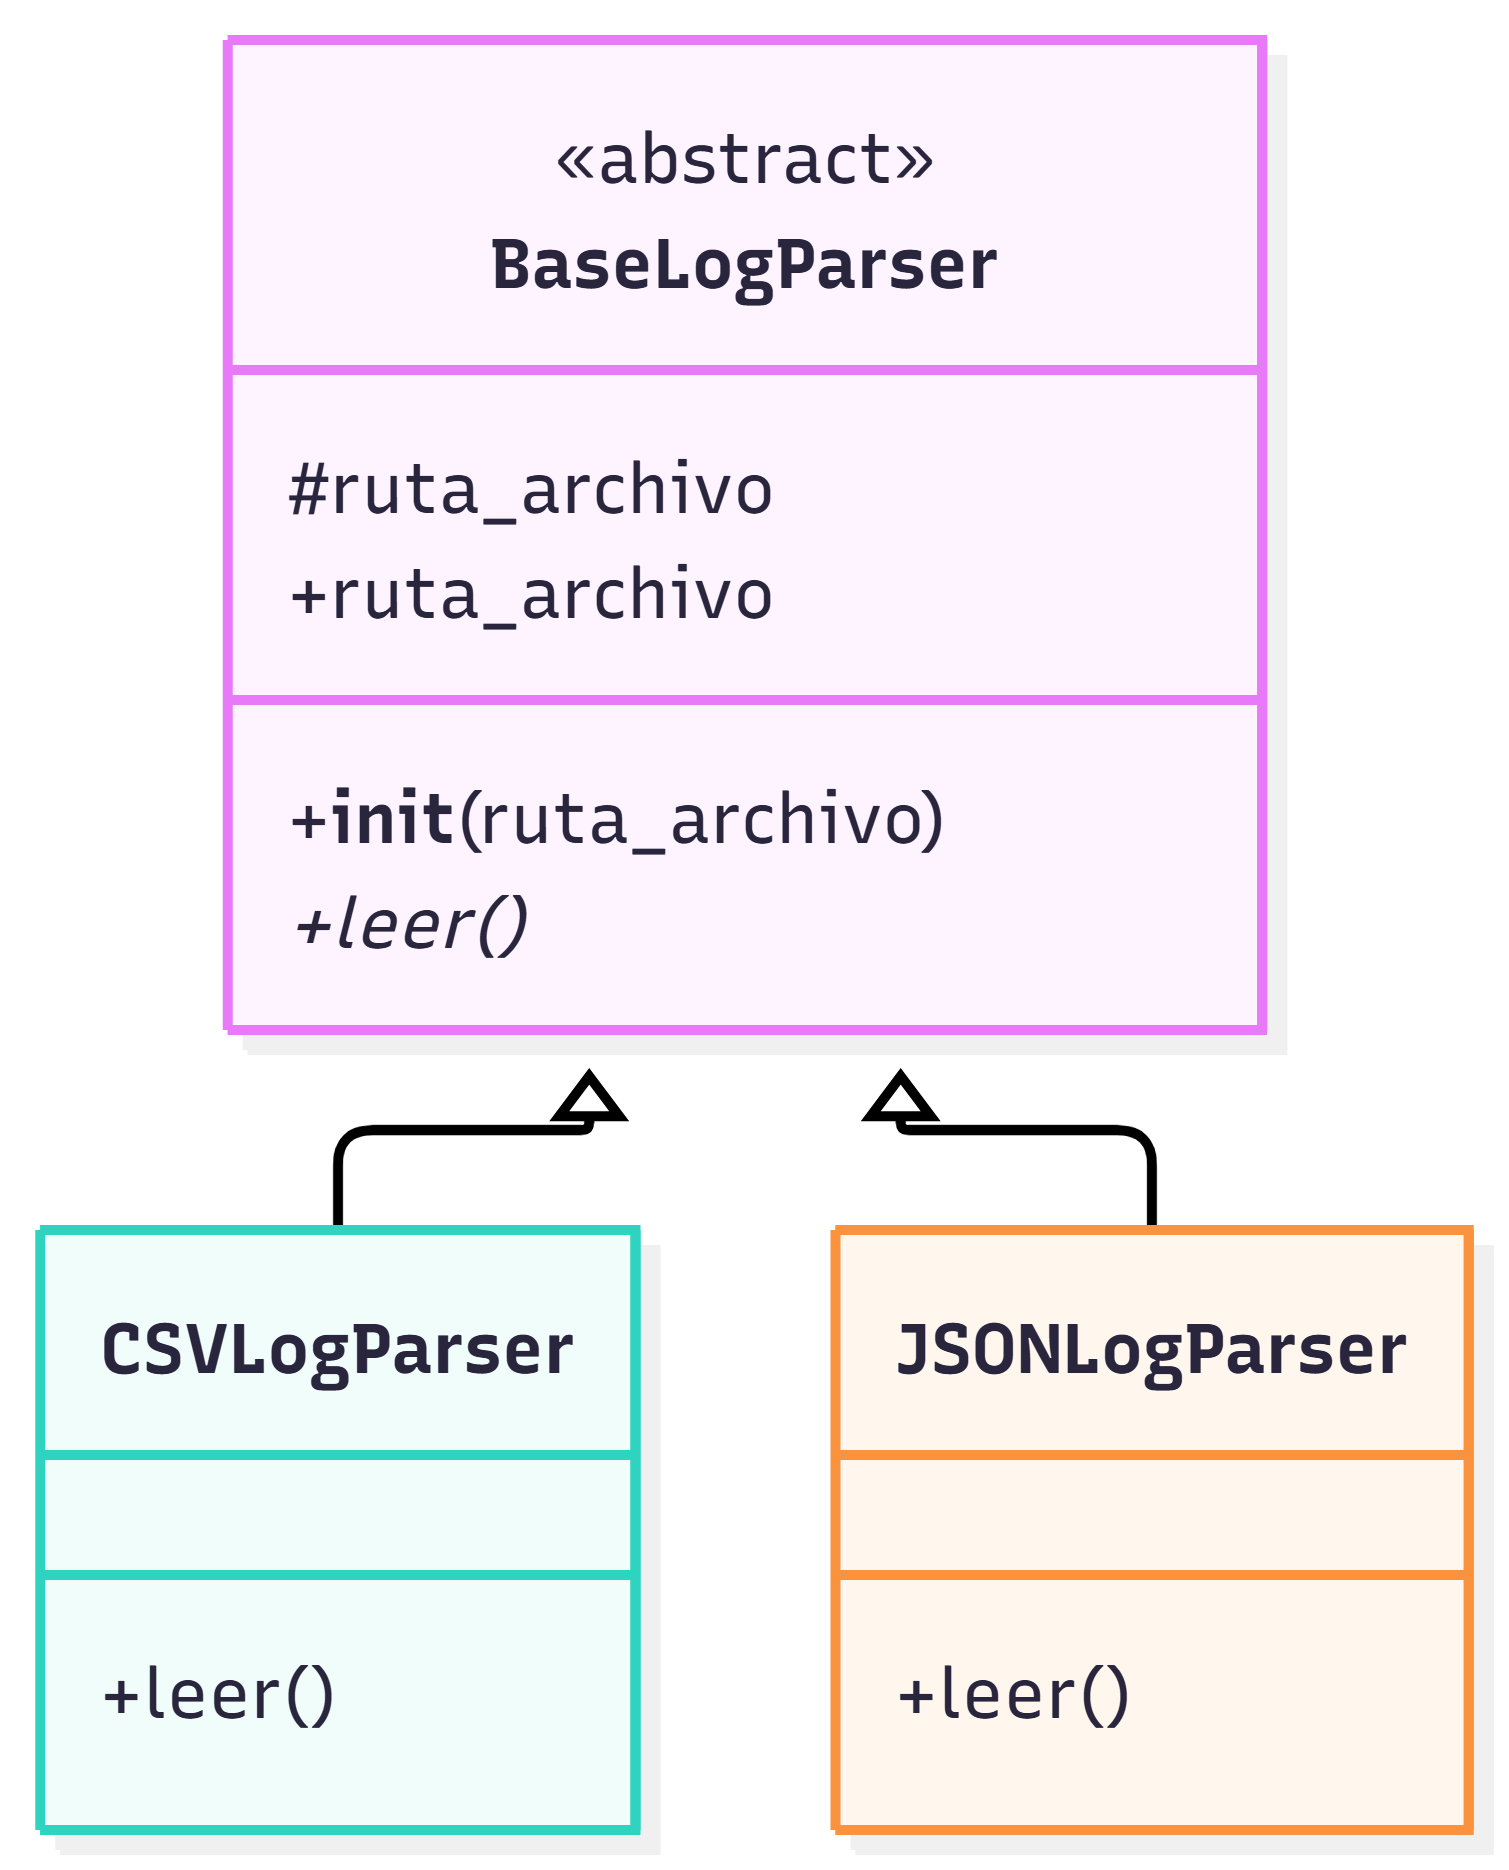 «abstract»
BaseLogParser
#ruta_archivo
+ruta_archivo
+init(ruta_archivo)
+leer()
CSVLogParser
+leer()
JSONLogParser
+leer()